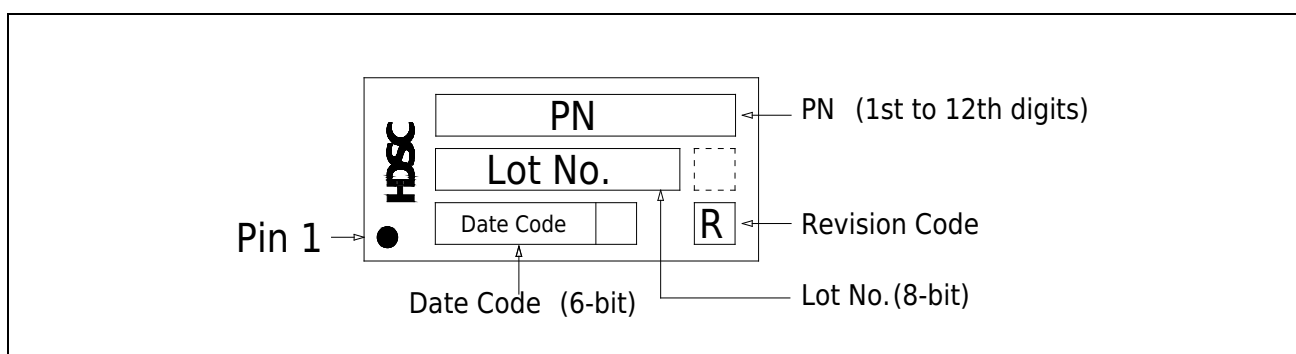 HDSC
PN
PN (1st to 12th digits)
Lot No.
Date Code
R
Revision Code
Pin 1
Date Code (6-bit)
Lot No.(8-bit)